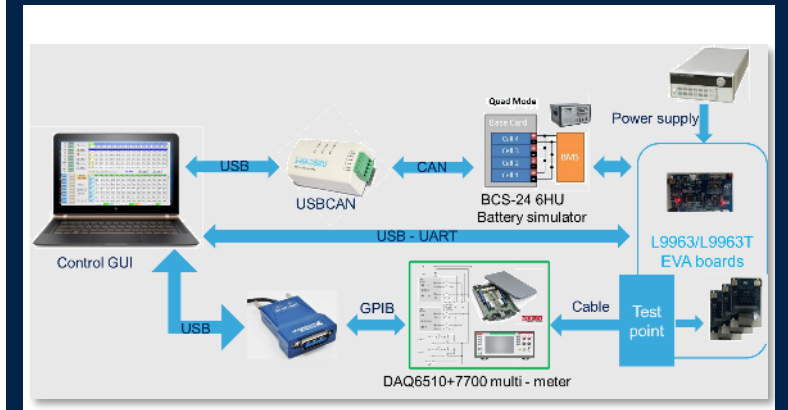 Quad Mode
Base Card
Cell 4
Cell 3
Cell 2
Cell 1
BMS
Power supply
USB
CAN
USBCAN
BCS-24 6HU
Battery simulator
USB - UART
L9963/L9963T
EVA boards
Control GUI
USB
GPIB
Cable
Test
point
DAQ6510+7700 multi - meter